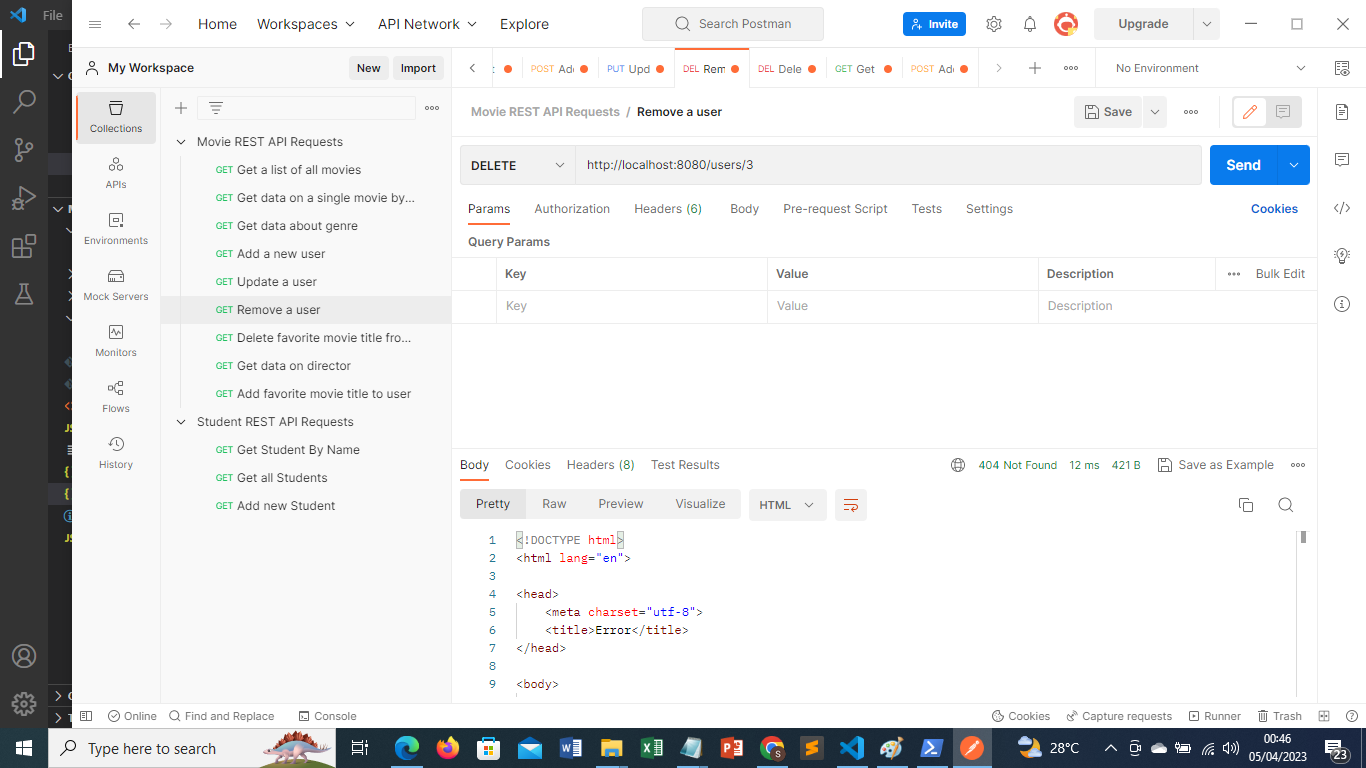 File
Home
Workspaces
API Network
Explore
Search Postman
Invite
Upgrade
My Workspace
New
Import
POST
PUT Upd
DEL Rem
DEL Dele
GET Get
POST
No Environment
Collections
APIs
Environments
Mock Servers
Monitors
Flows
History
Movie REST API Requests
GET Get a list of all movies
GET Get data on a single movie by...
GET Get data about genre
GET Add a new user
GET Update a user
GET Remove a user
GET Delete favorite movie title fro...
GET Get data on director
GET Add favorite movie title to user
Student REST API Requests
GET Get Student By Name
GET Get all Students
GET Add new Student
Movie REST API Requests / Remove a user
Save
DELETE
http://localhost:8080/users/3
Send
Params
Authorization
Headers (6)
Body
Pre-request Script
Tests
Settings
Cookies
Query Params
Key
Value
Description
Bulk Edit
Key
Value
Description
Body
Cookies
Headers (8)
Test Results
404 Not Found
12 ms
421 B
Save as Example
Pretty
Raw
Preview
Visualize
HTML
1 <!DOCTYPE html>
2 <html lang="en">
3
4 <head>
5 <meta charset="utf-8">
6 <title>Error</title>
7 </head>
8
9 <body>
Online
Find and Replace
Console
Cookies
Capture requests
Runner
Trash
Type here to search
28°C
00:46
05/04/2023
23